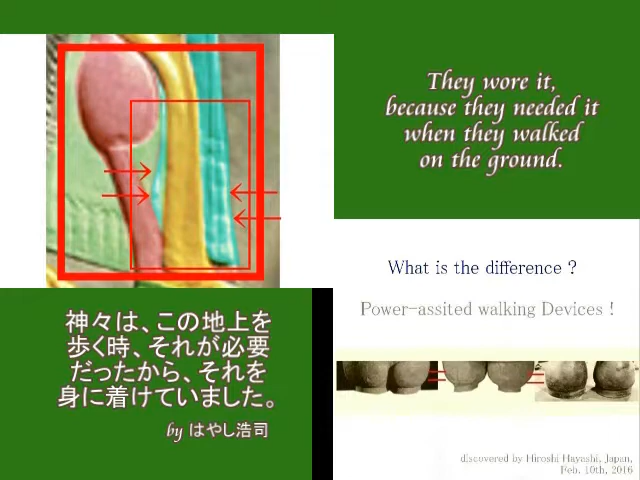 They wore it,
because they needed it
when they walked
on the ground.
What is the difference ?
Power-assited walking Devices !
神々は、この地上を
歩く時、それが必要
だったから、それを
身に着けていました。
by はやし浩司
discovered by Hiroshi Hayashi, Japan,
Feb. 10th, 2016